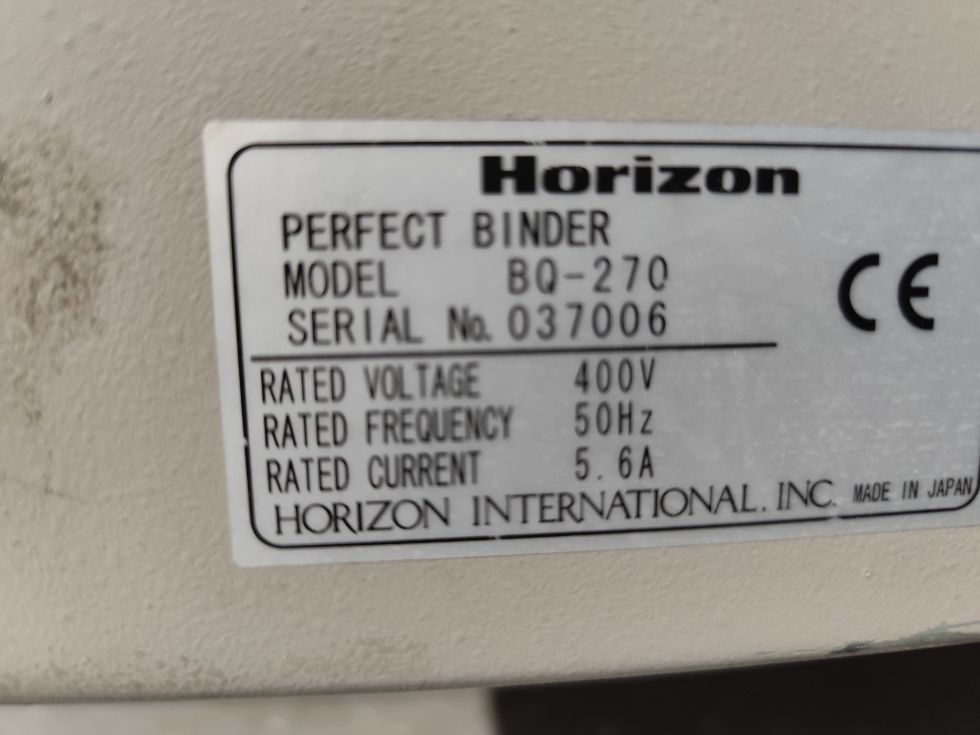 Horizon
PERFECT BINDER
MODEL BQ-270
SERIAL No. 037006
CE
RATED VOLTAGE 400V
RATED FREQUENCY 50Hz
RATED CURRENT 5.6A
HORIZON INTERNATIONAL, INC. MADE IN JAPAN